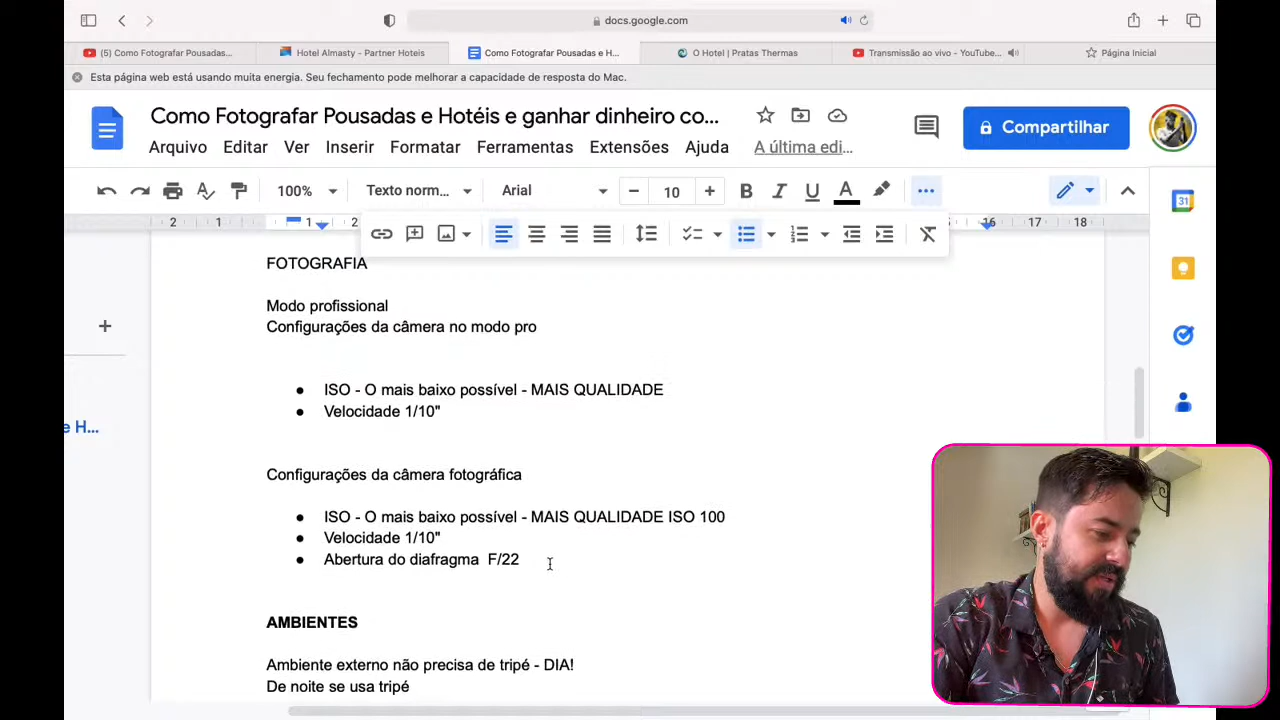 docs.google.com
(5) Como Fotografar Pousadas...
Hotel Almasty - Partner Hoteis
Como Fotografar Pousadas e H...
O Hotel | Pratas Thermas
Transmissão ao vivo - YouTube...
Página Inicial
Esta página web está usando muita energia. Seu fechamento pode melhorar a capacidade de resposta do Mac.
Como Fotografar Pousadas e Hotéis e ganhar dinheiro co...
Compartilhar
Arquivo Editar Ver Inserir Formatar Ferramentas Extensões Ajuda A última edi...
100% Texto norm... Arial 10 B I U A
2 1 1 2 16 17 18
31
FOTOGRAFIA
Modo profissional
Configurações da câmera no modo pro
● ISO - O mais baixo possível - MAIS QUALIDADE
● Velocidade 1/10"
e H...
Configurações da câmera fotográfica
● ISO - O mais baixo possível - MAIS QUALIDADE ISO 100
● Velocidade 1/10"
● Abertura do diafragma F/22
AMBIENTES
Ambiente externo não precisa de tripé - DIA!
De noite se usa tripé